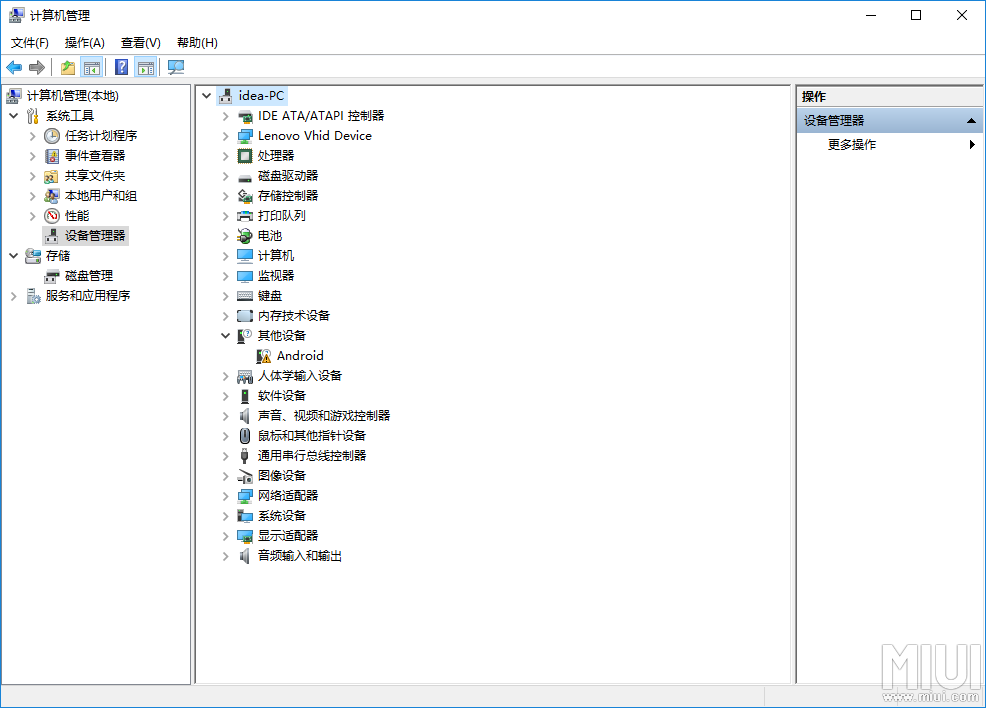 计算机管理
文件(F) 操作(A) 查看(V) 帮助(H)
计算机管理(本地)
系统工具
任务计划程序
事件查看器
共享文件夹
本地用户和组
性能
设备管理器
存储
磁盘管理
服务和应用程序
idea-PC
IDE ATA/ATAPI 控制器
Lenovo Vhid Device
处理器
磁盘驱动器
存储控制器
打印队列
电池
计算机
监视器
键盘
内存技术设备
其他设备
Android
人体学输入设备
软件设备
声音、视频和游戏控制器
鼠标和其他指针设备
通用串行总线控制器
图像设备
网络适配器
系统设备
显示适配器
音频输入和输出
操作
设备管理器
更多操作
MIUI
www.miui.com